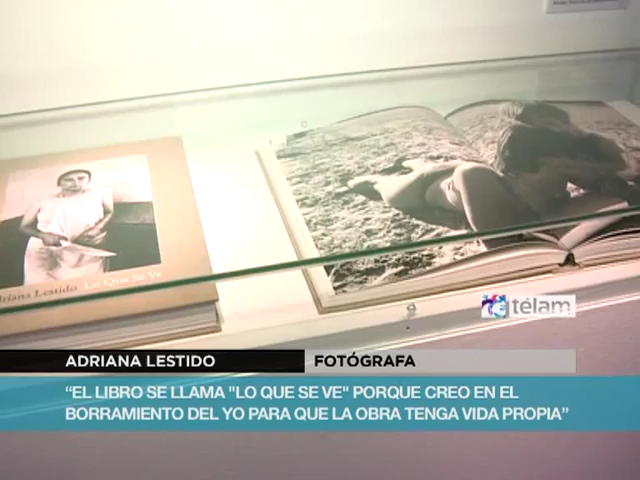 Adriana Lestido Lo Que Se Ve
télam
ADRIANA LESTIDO FOTÓGRAFA
“EL LIBRO SE LLAMA "LO QUE SE VE" PORQUE CREO EN EL
BORRAMIENTO DEL YO PARA QUE LA OBRA TENGA VIDA PROPIA”